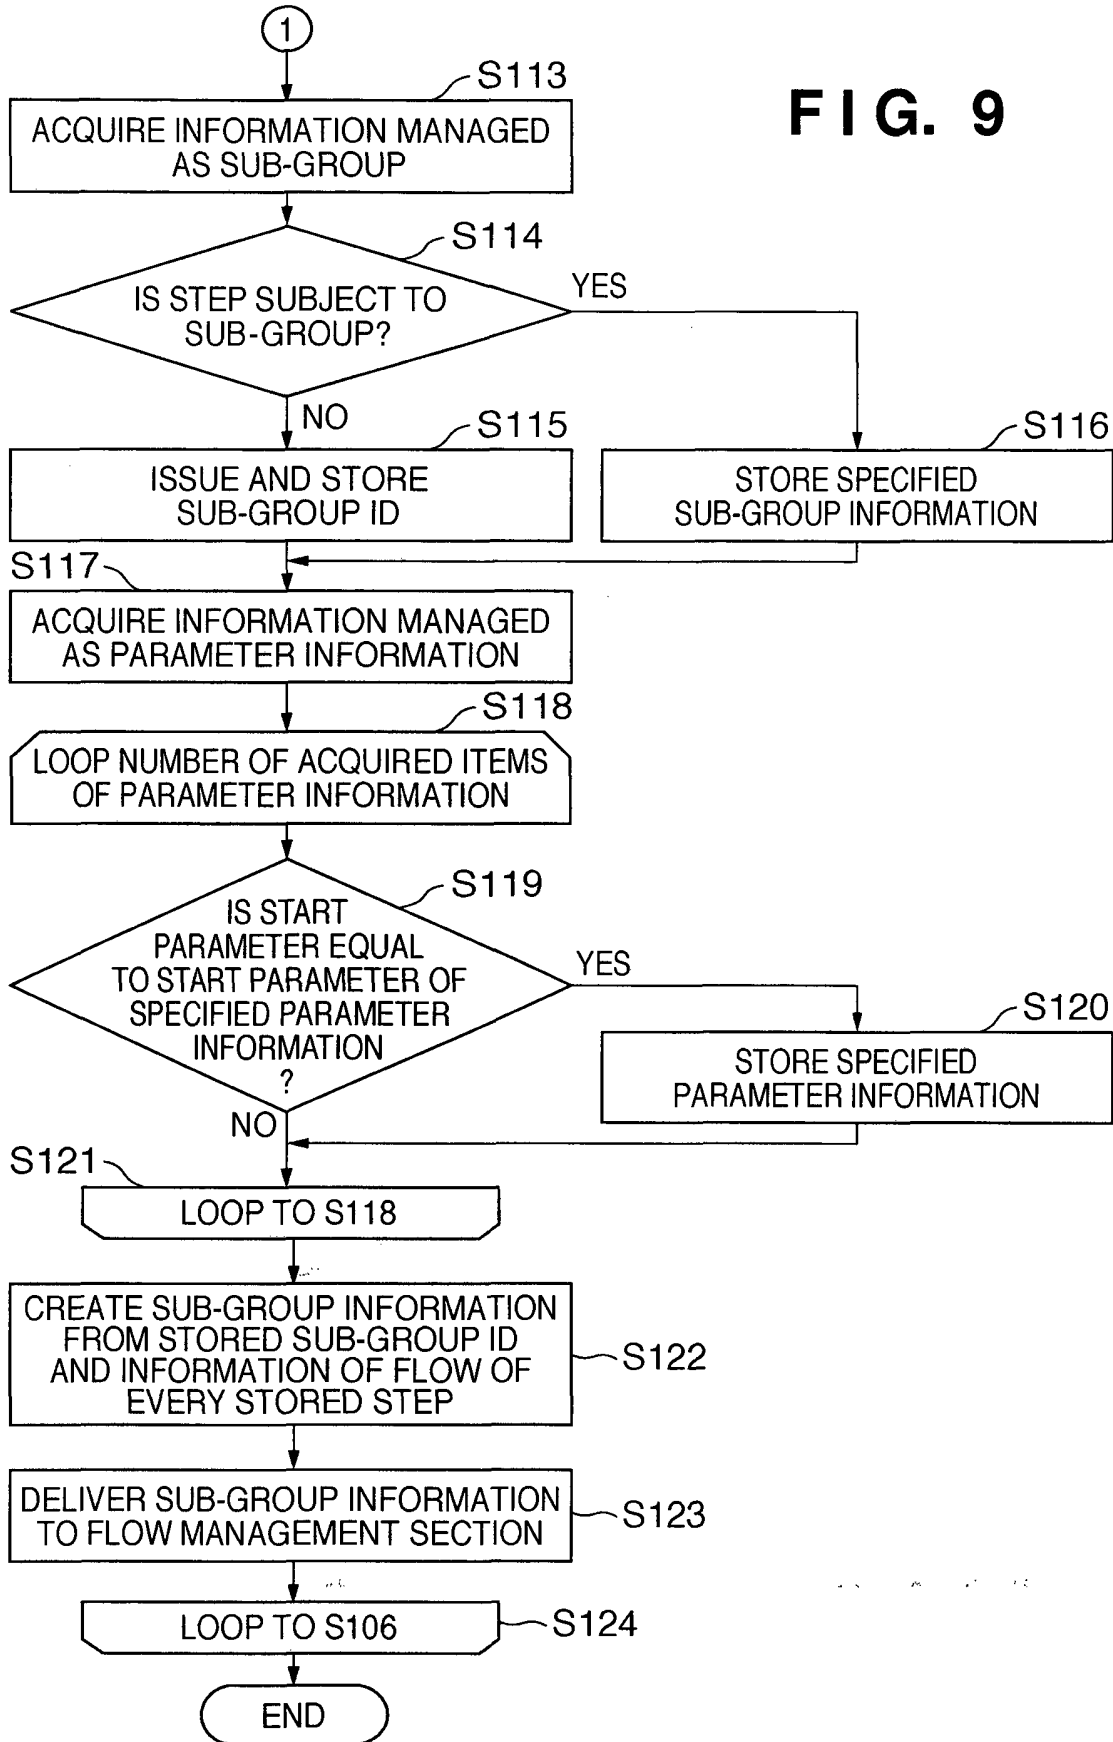 1
S113
FIG. 9
ACQUIRE INFORMATION MANAGED
AS SUB-GROUP
S114
IS STEP SUBJECT TO
SUB-GROUP?
YES
NO
S115
ISSUE AND STORE
SUB-GROUP ID
S116
STORE SPECIFIED
SUB-GROUP INFORMATION
S117
ACQUIRE INFORMATION MANAGED
AS PARAMETER INFORMATION
S118
LOOP NUMBER OF ACQUIRED ITEMS
OF PARAMETER INFORMATION
S119
IS START
PARAMETER EQUAL
TO START PARAMETER OF
SPECIFIED PARAMETER
INFORMATION
?
YES
S120
STORE SPECIFIED
PARAMETER INFORMATION
NO
S121
LOOP TO S118
CREATE SUB-GROUP INFORMATION
FROM STORED SUB-GROUP ID
AND INFORMATION OF FLOW OF
EVERY STORED STEP
S122
DELIVER SUB-GROUP INFORMATION
TO FLOW MANAGEMENT SECTION
S123
LOOP TO S106
S124
END